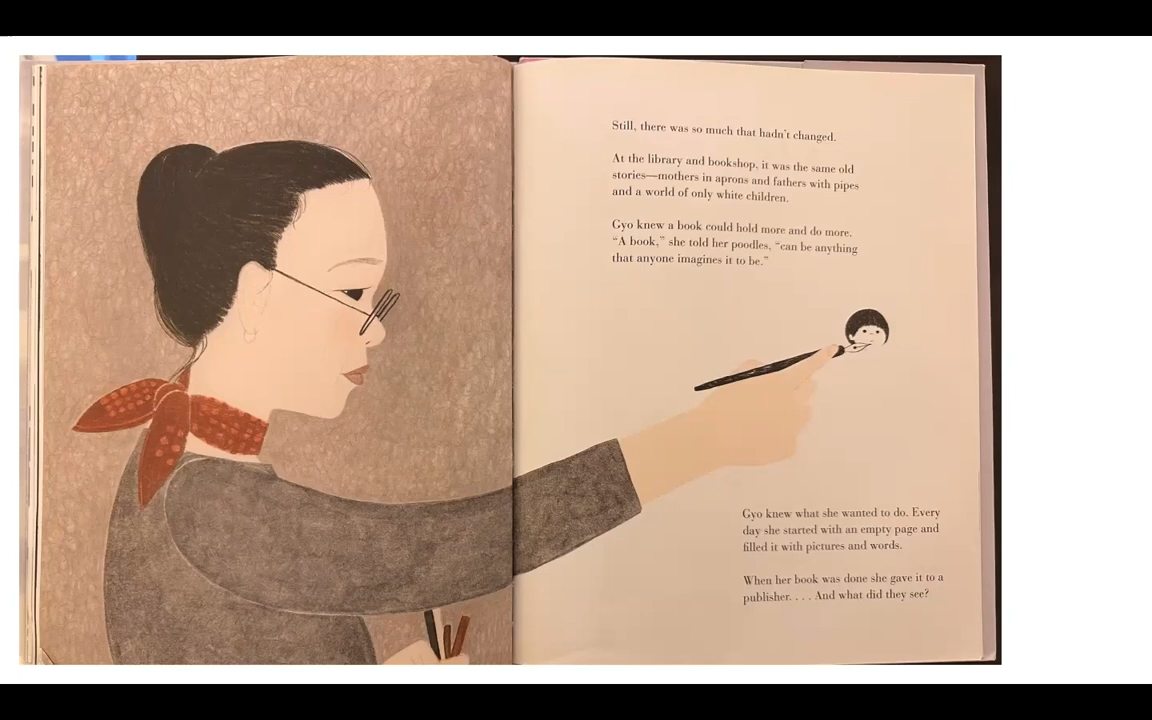 Still, there was so much that hadn't changed.
At the library and bookshop, it was the same old
stories—mothers in aprons and fathers with pipes
and a world of only white children.
Gyo knew a book could hold more and do more.
“A book,” she told her poodles, “can be anything
that anyone imagines it to be.”
Gyo knew what she wanted to do. Every
day she started with an empty page and
filled it with pictures and words.
When her book was done she gave it to a
publisher. . . . And what did they see?